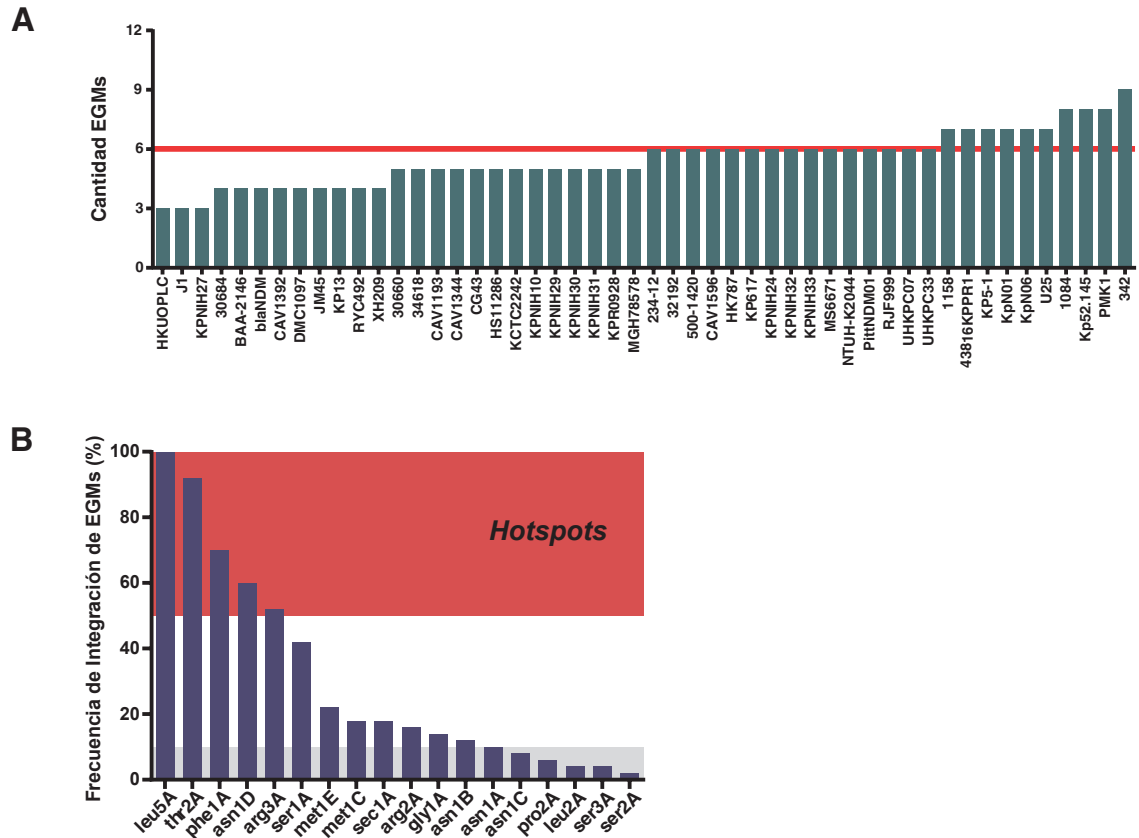 A
Cantidad EGMs
12
9
6
3
0
HKUOPLC
J1
KPNIH27
30684
BAA-2146
blaNDM
CAV1392
DMC1097
JM45
KP13
RYC492
XH209
30660
34618
CAV1193
CAV1344
CG43
HS11286
KCTC2242
KPNIH10
KPNIH29
KPNIH30
KPNIH31
KPR0928
MGH78578
234-12
32192
500-1420
CAV1596
HK787
KP617
KPNIH24
KPNIH32
KPNIH33
MS6671
NTUH-K2044
PittNDM01
RJF999
UHKPC07
UHKPC33
1158
43816KPPR1
KP5-1
KpN01
KpN06
U25
1084
Kp52.145
PMK1
342
B
Frecuencia de Integración de EGMs (%)
100
80
60
40
20
0
Hotspots
leu5A
thr2A
phe1A
asn1D
arg3A
ser1A
met1E
met1C
sec1A
arg2A
gly1A
asn1B
asn1A
asn1C
pro2A
leu2A
ser3A
ser2A